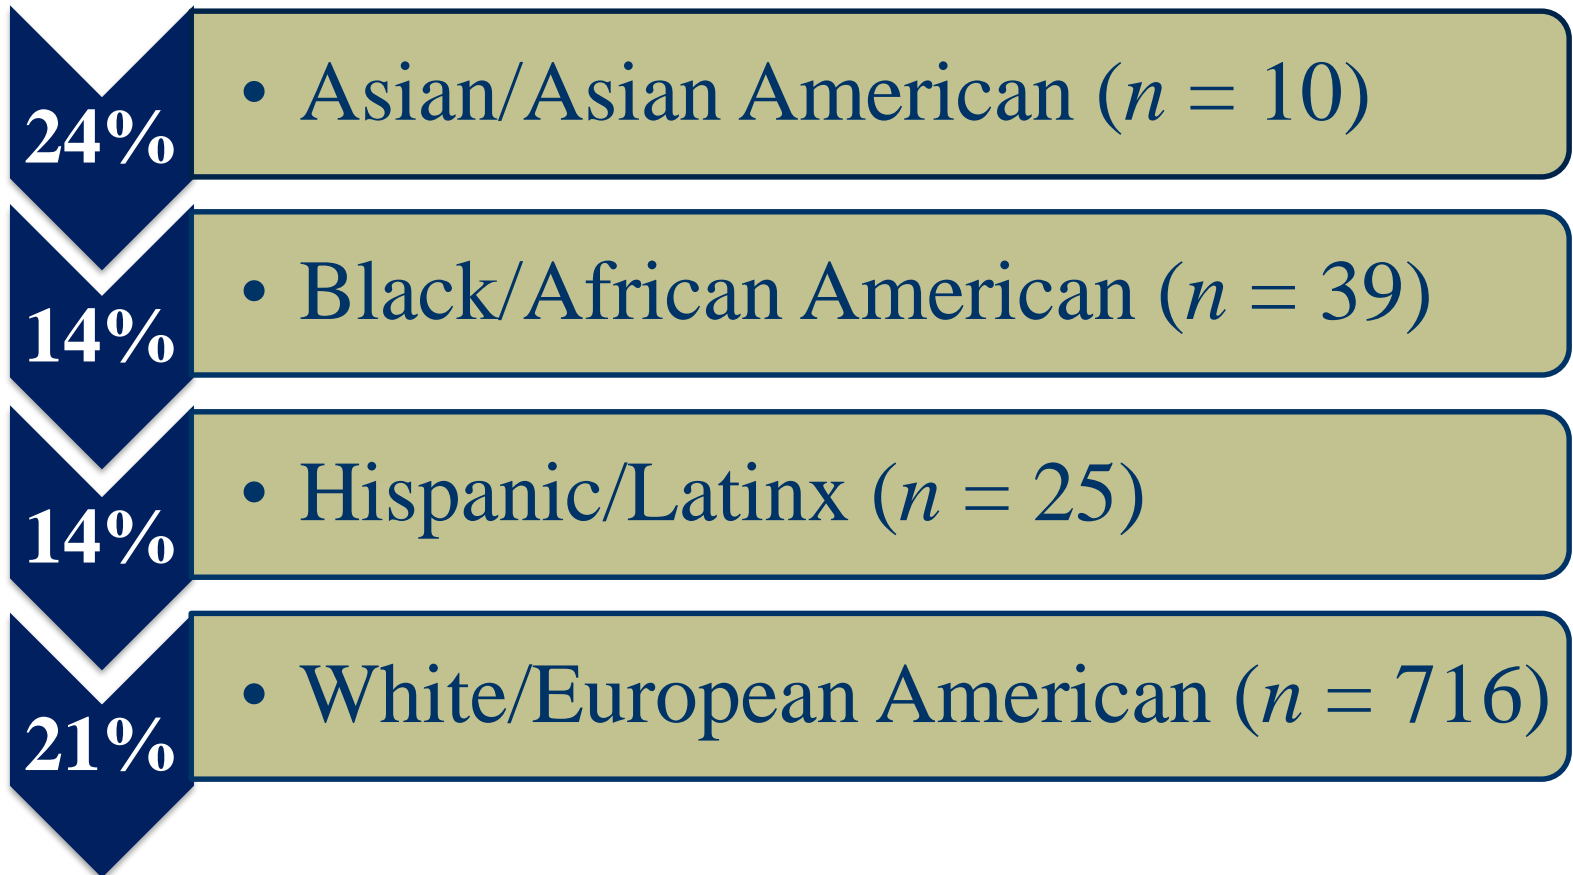 24%
• Asian/Asian American (n = 10)
14%
• Black/African American (n = 39)
14%
• Hispanic/Latinx (n = 25)
21%
• White/European American (n = 716)